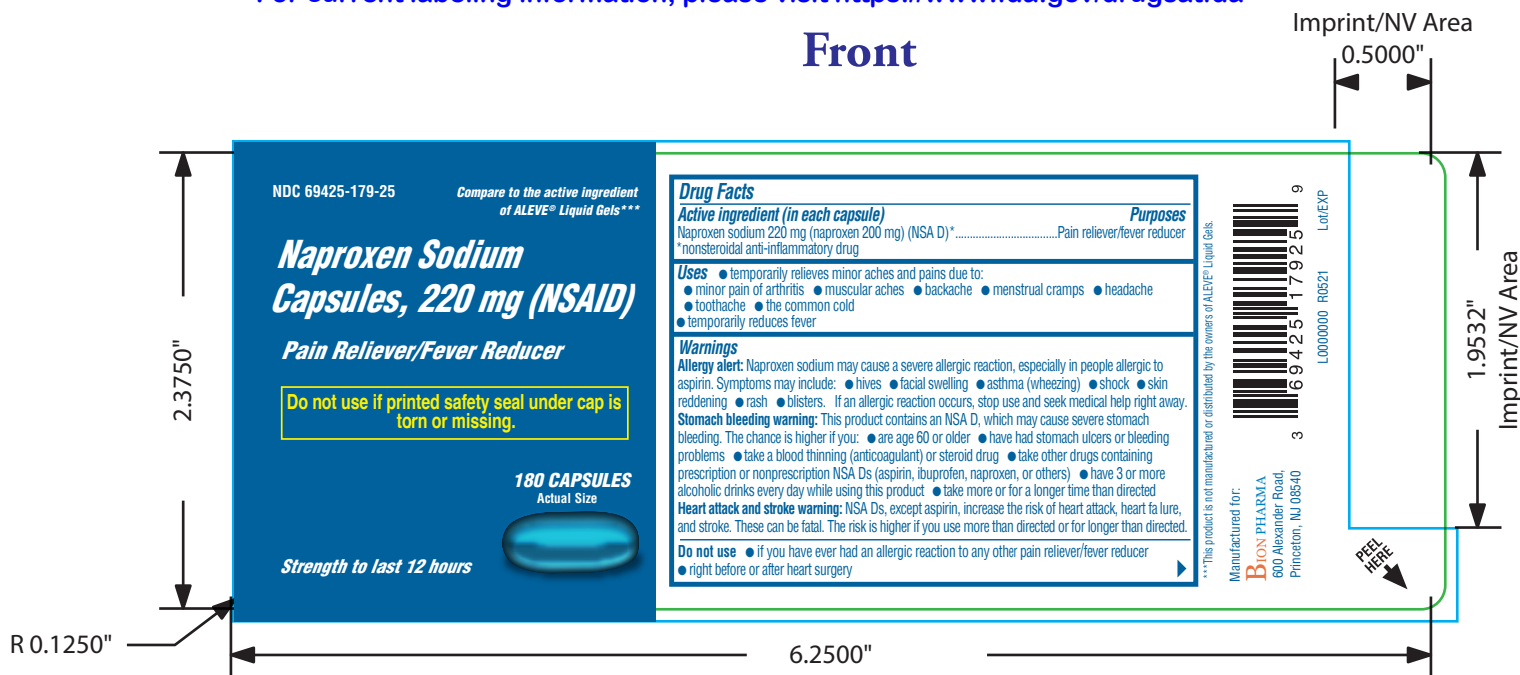 For current labeling information, please visit https://www.fda.gov/drugsatfda
Front
Imprint/NV Area
0.5000"
2.3750"
R 0.1250"
6.2500"
1.9532"
Imprint/NV Area
NDC 69425-179-25
Compare to the active ingredient
of ALEVE® Liquid Gels***
Naproxen Sodium
Capsules, 220 mg (NSAID)
Pain Reliever/Fever Reducer
Do not use if printed safety seal under cap is
torn or missing.
180 CAPSULES
Actual Size
Strength to last 12 hours
Drug Facts
Active ingredient (in each capsule) Purposes
Naproxen sodium 220 mg (naproxen 200 mg) (NSA D)*..................................Pain reliever/fever reducer
*nonsteroidal anti-inflammatory drug
Uses ● temporarily relieves minor aches and pains due to:
● minor pain of arthritis ● muscular aches ● backache ● menstrual cramps ● headache
● toothache ● the common cold
● temporarily reduces fever
Warnings
Allergy alert: Naproxen sodium may cause a severe allergic reaction, especially in people allergic to
aspirin. Symptoms may include: ● hives ● facial swelling ● asthma (wheezing) ● shock ● skin
reddening ● rash ● blisters. If an allergic reaction occurs, stop use and seek medical help right away.
Stomach bleeding warning: This product contains an NSA D, which may cause severe stomach
bleeding. The chance is higher if you: ● are age 60 or older ● have had stomach ulcers or bleeding
problems ● take a blood thinning (anticoagulant) or steroid drug ● take other drugs containing
prescription or nonprescription NSA Ds (aspirin, ibuprofen, naproxen, or others) ● have 3 or more
alcoholic drinks every day while using this product ● take more or for a longer time than directed
Heart attack and stroke warning: NSA Ds, except aspirin, increase the risk of heart attack, heart fa lure,
and stroke. These can be fatal. The risk is higher if you use more than directed or for longer than directed.
Do not use ● if you have ever had an allergic reaction to any other pain reliever/fever reducer
● right before or after heart surgery
***This product is not manufactured or distributed by the owners of ALEVE® Liquid Gels.
Manufactured for:
BION PHARMA
600 Alexander Road,
Princeton, NJ 08540
3 69425 17925 9
L0000000 R0521 Lot/EXP
PEEL
HERE